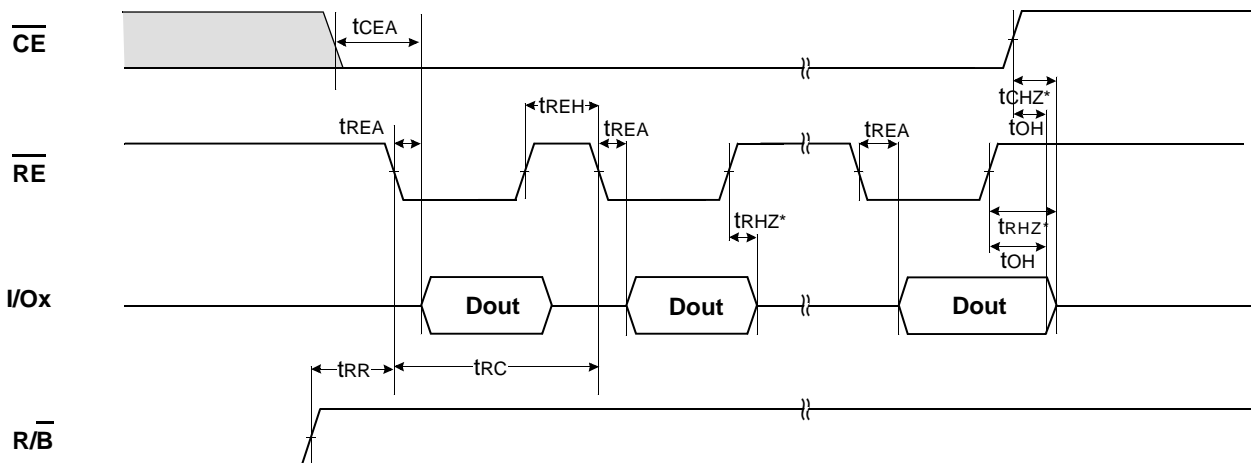 CE
tCEA
tCHZ*
tOH
tREH
tREA
tREA
tREA
RE
tRHZ*
tRHZ*
tOH
I/Ox
Dout
Dout
Dout
tRR
tRC
R/B